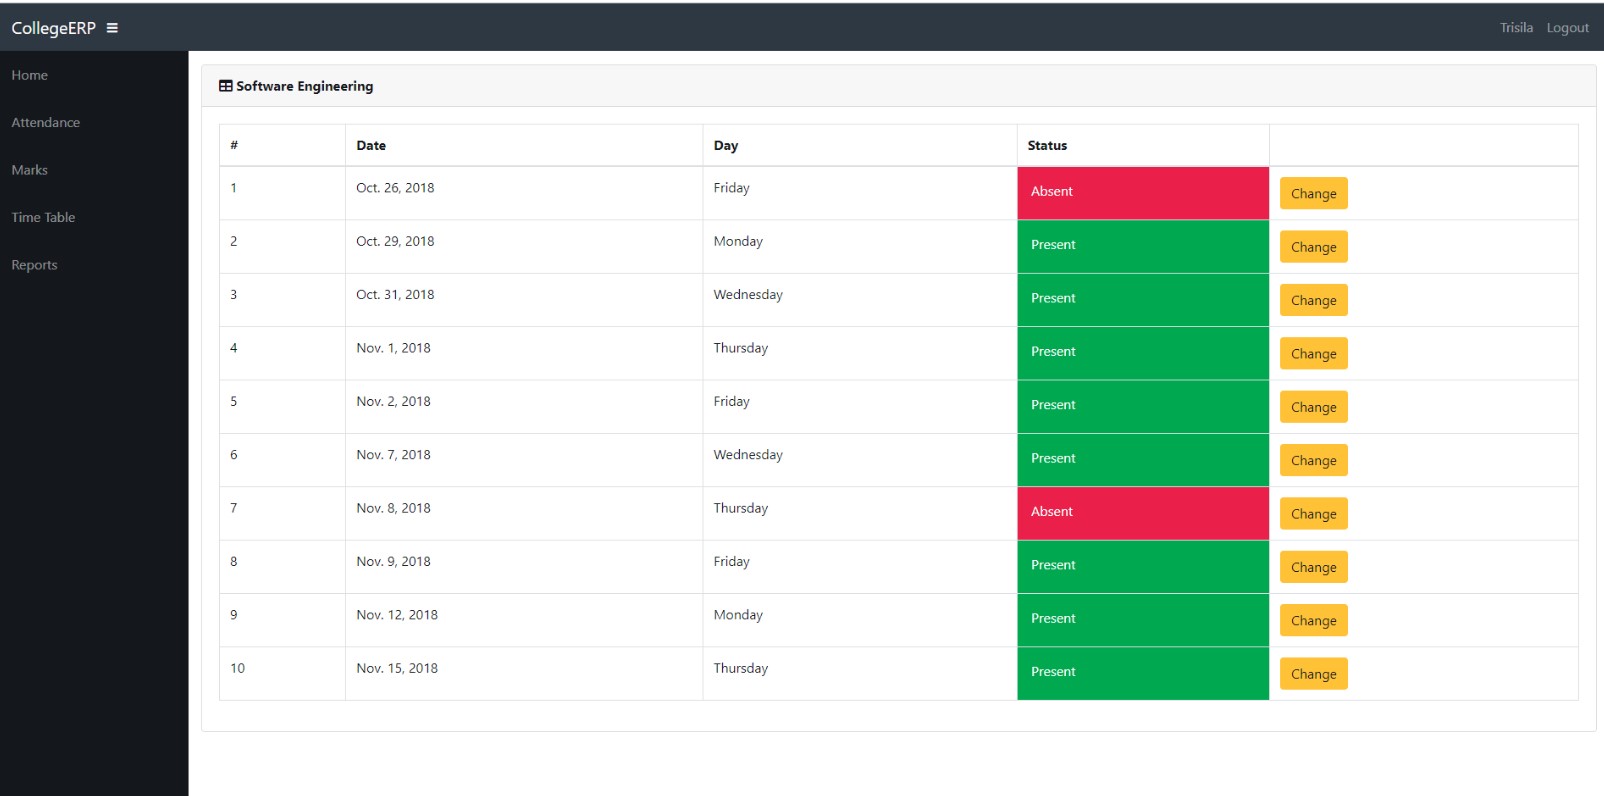 CollegeERP Trisila Logout
Home
Attendance
Marks
Time Table
Reports
Software Engineering
# Date Day Status
1 Oct. 26, 2018 Friday Absent Change
2 Oct. 29, 2018 Monday Present Change
3 Oct. 31, 2018 Wednesday Present Change
4 Nov. 1, 2018 Thursday Present Change
5 Nov. 2, 2018 Friday Present Change
6 Nov. 7, 2018 Wednesday Present Change
7 Nov. 8, 2018 Thursday Absent Change
8 Nov. 9, 2018 Friday Present Change
9 Nov. 12, 2018 Monday Present Change
10 Nov. 15, 2018 Thursday Present Change